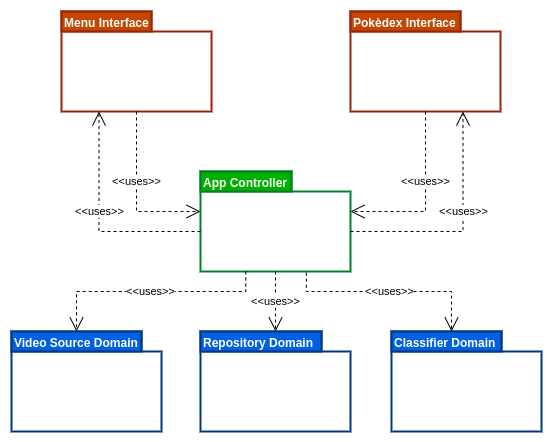 Menu Interface
Pokèdex Interface
<<uses>>
<<uses>>
App Controller
<<uses>>
<<uses>>
<<uses>>
<<uses>>
<<uses>>
Video Source Domain
Repository Domain
Classifier Domain